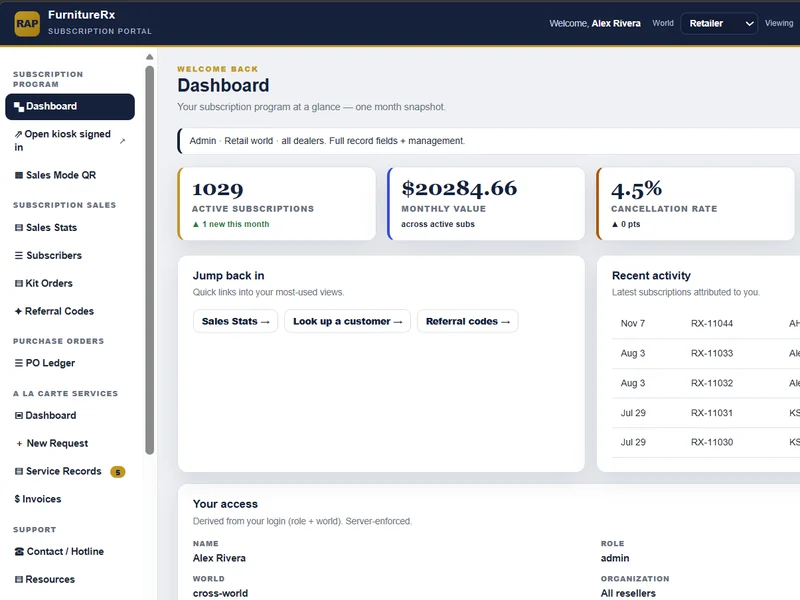 RAP
FurnitureRx
SUBSCRIPTION PORTAL
Welcome, Alex Rivera
World
Retailer
Viewing
SUBSCRIPTION PROGRAM
Dashboard
Open kiosk signed in ↗
Sales Mode QR
SUBSCRIPTION SALES
Sales Stats
Subscribers
Kit Orders
Referral Codes
PURCHASE ORDERS
PO Ledger
A LA CARTE SERVICES
Dashboard
+ New Request
Service Records 5
$ Invoices
SUPPORT
Contact / Hotline
Resources
WELCOME BACK
Dashboard
Your subscription program at a glance — one month snapshot.
Admin · Retail world · all dealers. Full record fields + management.
1029
ACTIVE SUBSCRIPTIONS
▲ 1 new this month
$20284.66
MONTHLY VALUE
across active subs
4.5%
CANCELLATION RATE
▲ 0 pts
Jump back in
Quick links into your most-used views.
Sales Stats →
Look up a customer →
Referral codes →
Recent activity
Latest subscriptions attributed to you.
Nov 7 RX-11044 AH
Aug 3 RX-11033 Ale
Aug 3 RX-11032 Ale
Jul 29 RX-11031 KS
Jul 29 RX-11030 KS
Your access
Derived from your login (role + world). Server-enforced.
NAME
Alex Rivera
ROLE
admin
WORLD
cross-world
ORGANIZATION
All resellers